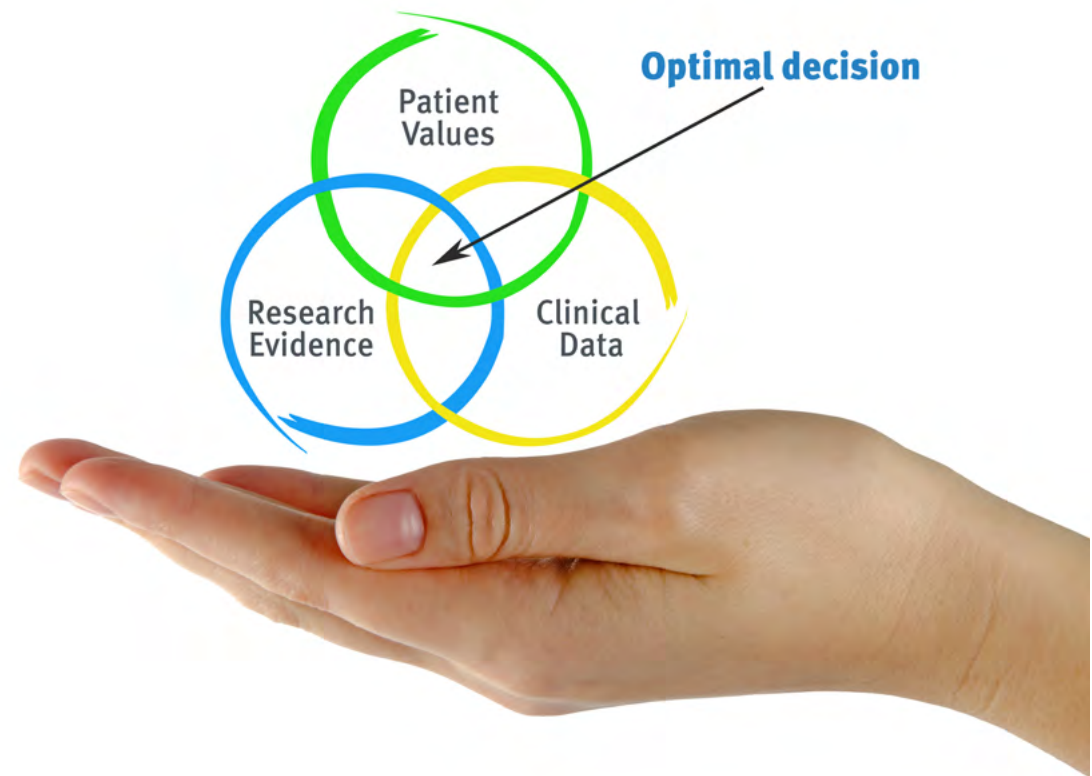 Optimal decision
Patient
Values
Research
Evidence
Clinical
Data